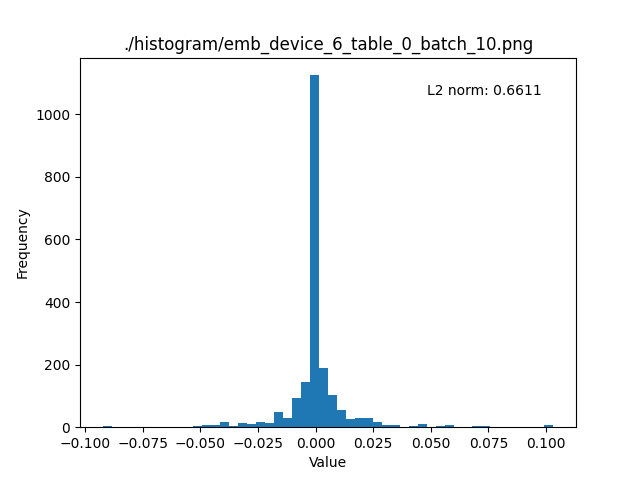 ./histogram/emb_device_6_table_0_batch_10.png
L2 norm: 0.6611
Frequency
1000
800
600
400
200
0
−0.100 −0.075 −0.050 −0.025 0.000 0.025 0.050 0.075 0.100
Value